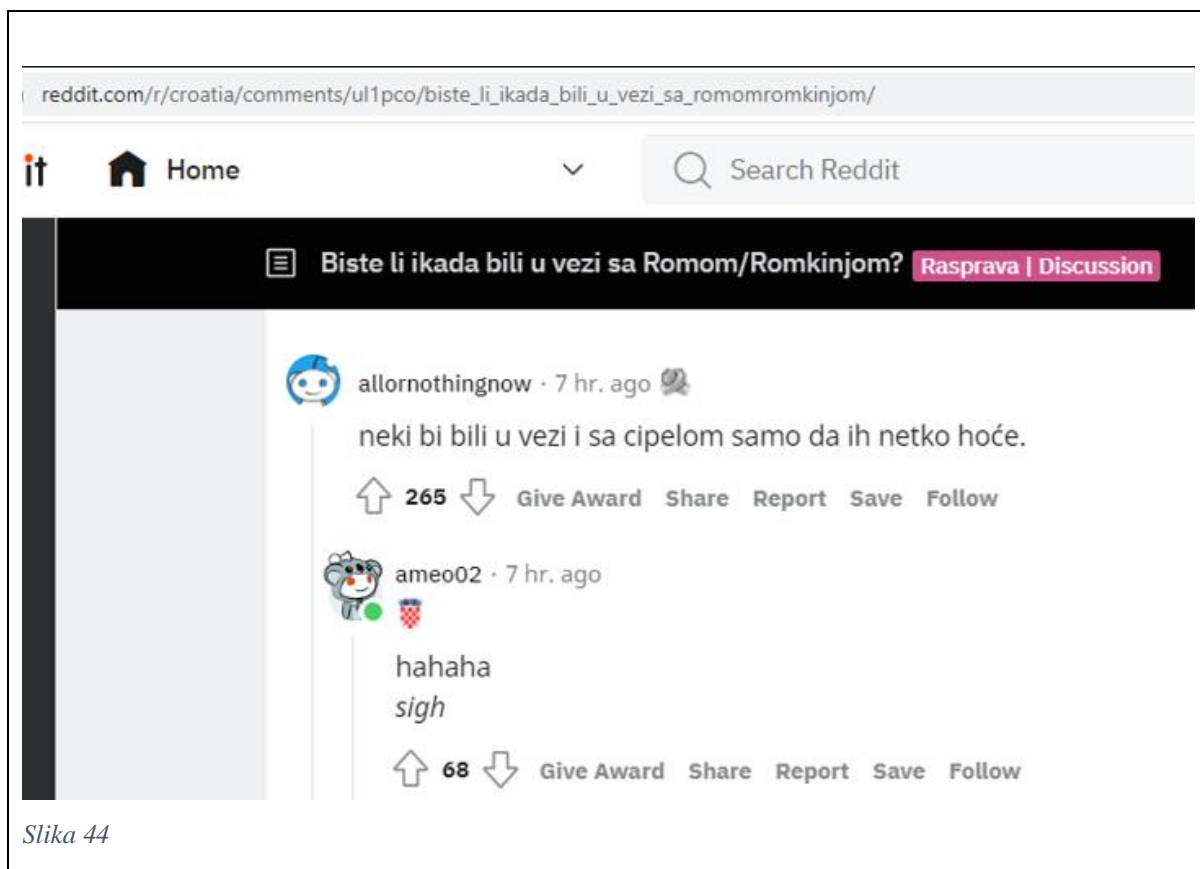 reddit.com/r/croatia/comments/ul1pco/biste_li_ikada_bili_u_vezi_sa_romomromkinjom/
it Home Search Reddit
Biste li ikada bili u vezi sa Romom/Romkinjom? Rasprava | Discussion
allornothingnow · 7 hr. ago
neki bi bili u vezi i sa cipelom samo da ih netko hoće.
265 Give Award Share Report Save Follow
ameo02 · 7 hr. ago
hahaha
sigh
68 Give Award Share Report Save Follow
Slika 44